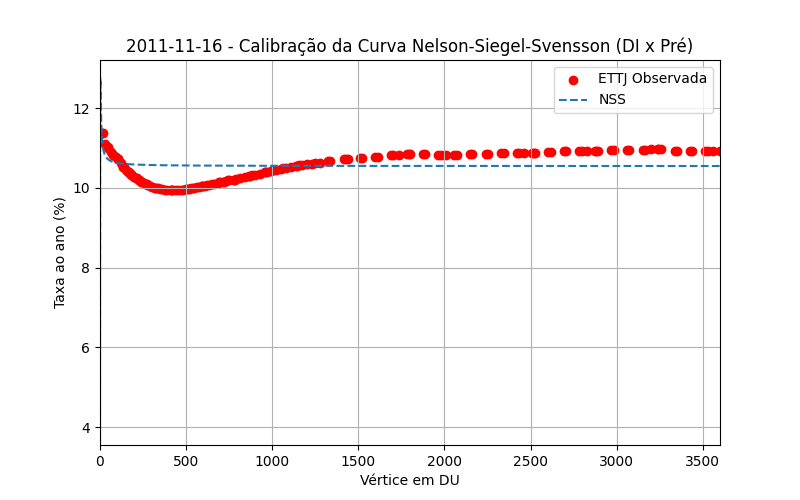 2011-11-16 - Calibração da Curva Nelson-Siegel-Svensson (DI x Pré)
ETTJ Observada
NSS
Taxa ao ano (%)
12
10
8
6
4
0 500 1000 1500 2000 2500 3000 3500
Vértice em DU